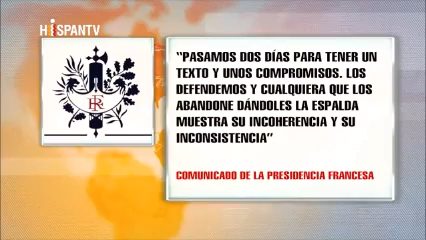 HISPANTV
"PASAMOS DOS DÍAS PARA TENER UN
TEXTO Y UNOS COMPROMISOS. LOS
DEFENDEMOS Y CUALQUIERA QUE LOS
ABANDONE DÁNDOLES LA ESPALDA
MUESTRA SU INCOHERENCIA Y SU
INCONSISTENCIA"
COMUNICADO DE LA PRESIDENCIA FRANCESA
RF